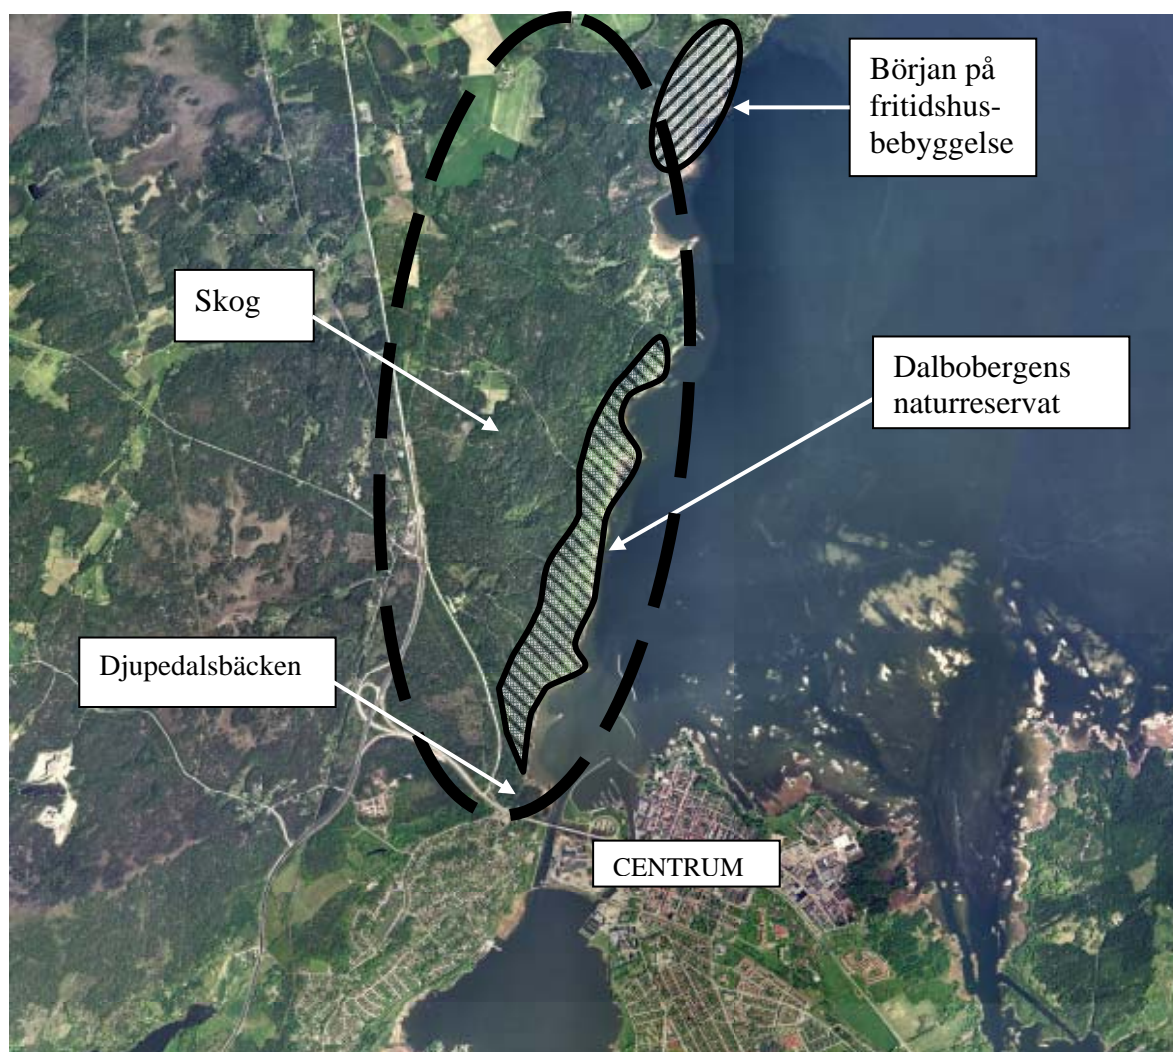 Början på
fritidshus-
bebyggelse
Skog
Dalbobergens
naturreservat
Djupedalsbäcken
CENTRUM